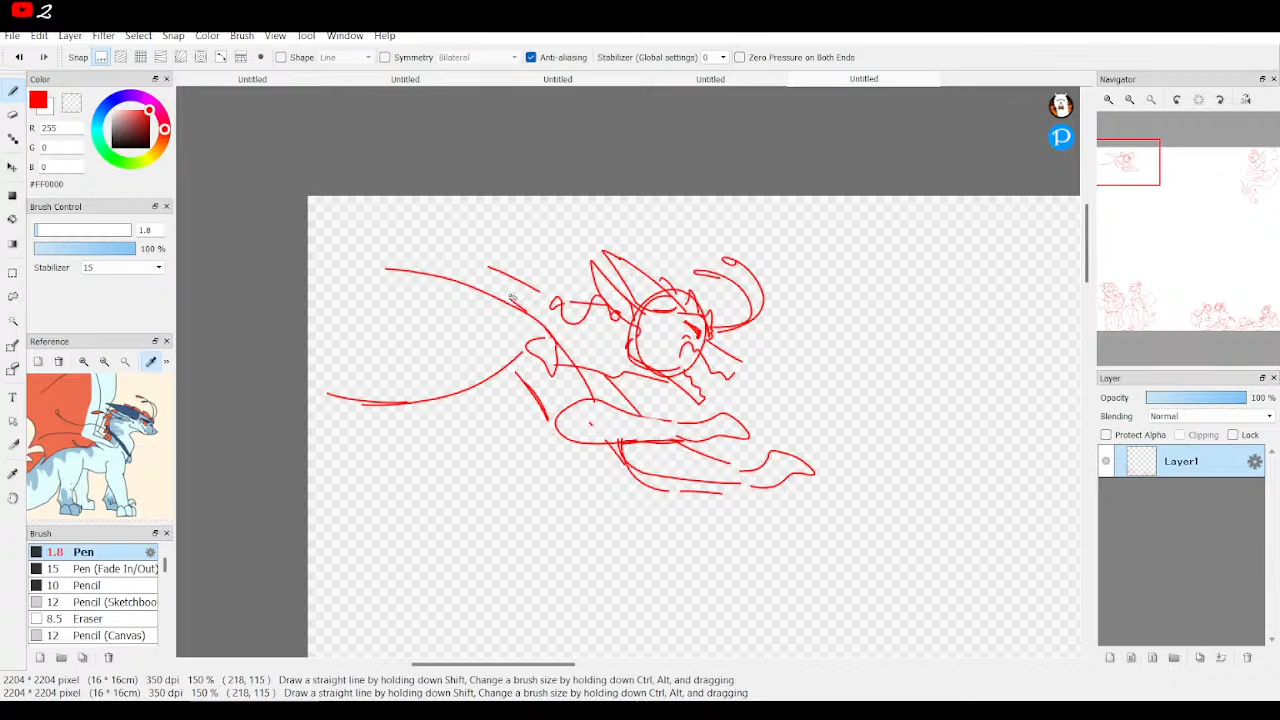 2
File Edit Layer Filter Select Snap Color Brush View Tool Window Help
Snap Shape Line Symmetry Bilateral Anti-aliasing Stabilizer (Global settings) 0 Zero Pressure on Both Ends
Color Untitled Untitled Untitled Untitled Untitled Navigator
R 255
G 0
B 0
#FF0000
Brush Control
1.8
100 %
Stabilizer 15
Reference
»
Layer
Opacity 100 %
Blending Normal
Protect Alpha Clipping Lock
Layer1
Brush
1.8 Pen
15 Pen (Fade In/Out)
10 Pencil
12 Pencil (Sketchboo
8.5 Eraser
12 Pencil (Canvas)
2204 * 2204 pixel (16 * 16cm) 350 dpi 150 % ( 218, 115 ) Draw a straight line by holding down Shift, Change a brush size by holding down Ctrl, Alt, and dragging
2204 * 2204 pixel (16 * 16cm) 350 dpi 150 % ( 218, 115 ) Draw a straight line by holding down Shift, Change a brush size by holding down Ctrl, Alt, and dragging